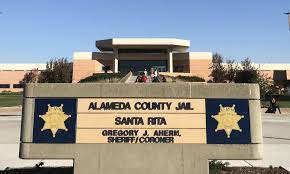 ALAMEDA COUNTY JAIL
SANTA RITA
GREGORY J. AHERN,
SHERIFF/CORONER